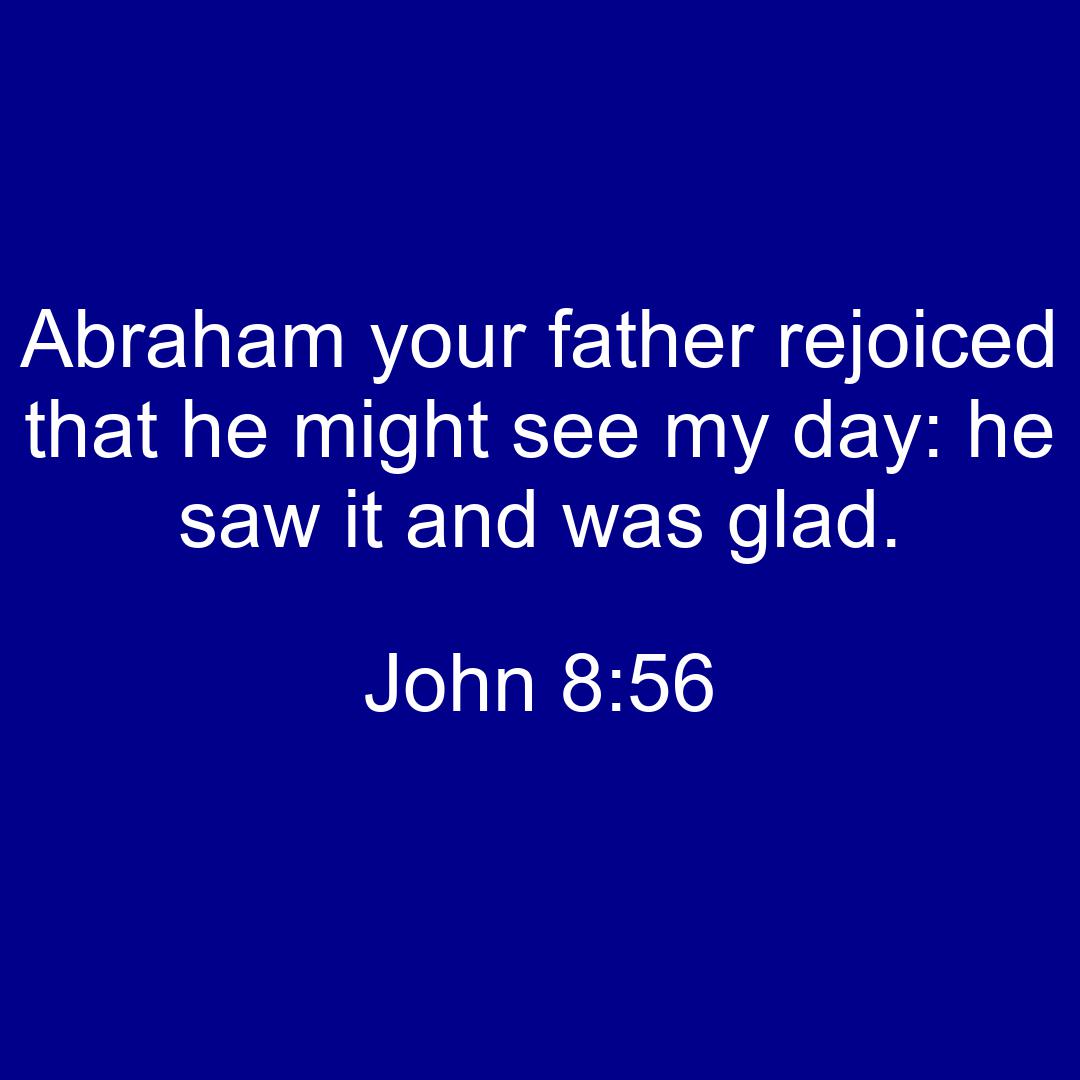 Abraham your father rejoiced
that he might see my day: he
saw it and was glad.
John 8:56